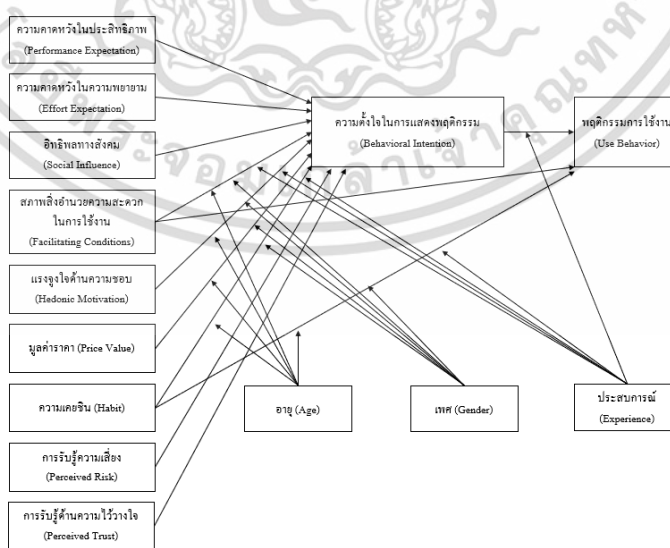 ความคาดหวังในประสิทธิภาพ
(Performance Expectation)
ความคาดหวังในความพยายาม
(Effort Expectation)
อิทธิพลทางสังคม
(Social Influence)
สภาพสิ่งอำนวยความสะดวก
ในการใช้งาน
(Facilitating Conditions)
แรงจูงใจด้านความชอบ
(Hedonic Motivation)
มูลค่าราคา (Price Value)
ความเคยชิน (Habit)
การรับรู้ความเสี่ยง
(Perceived Risk)
การรับรู้ด้านความไว้วางใจ
(Perceived Trust)
ความตั้งใจในการแสดงพฤติกรรม
(Behavioral Intention)
พฤติกรรมการใช้งาน
(Use Behavior)
อายุ (Age)
เพศ (Gender)
ประสบการณ์
(Experience)